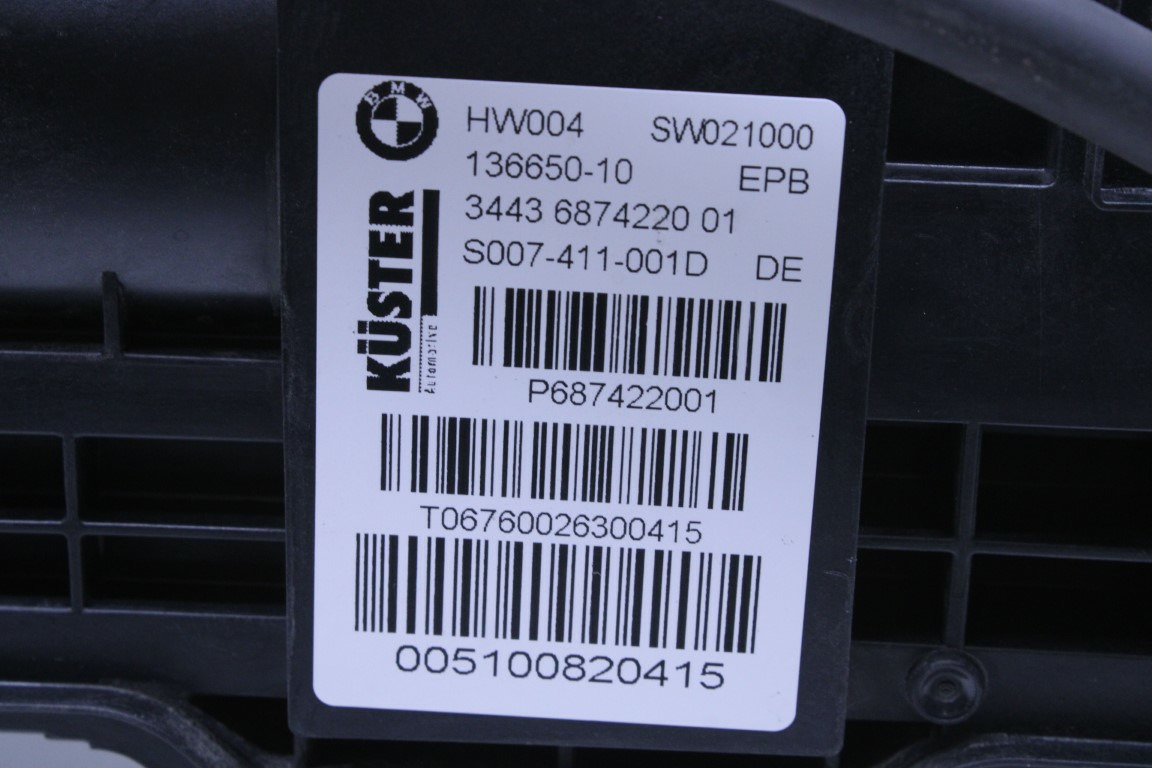 BMW
HW004 SW021000
136650-10 EPB
3443 6874220 01
S007-411-001D DE
KÜSTER
Automotive
P687422001
T06760026300415
005100820415